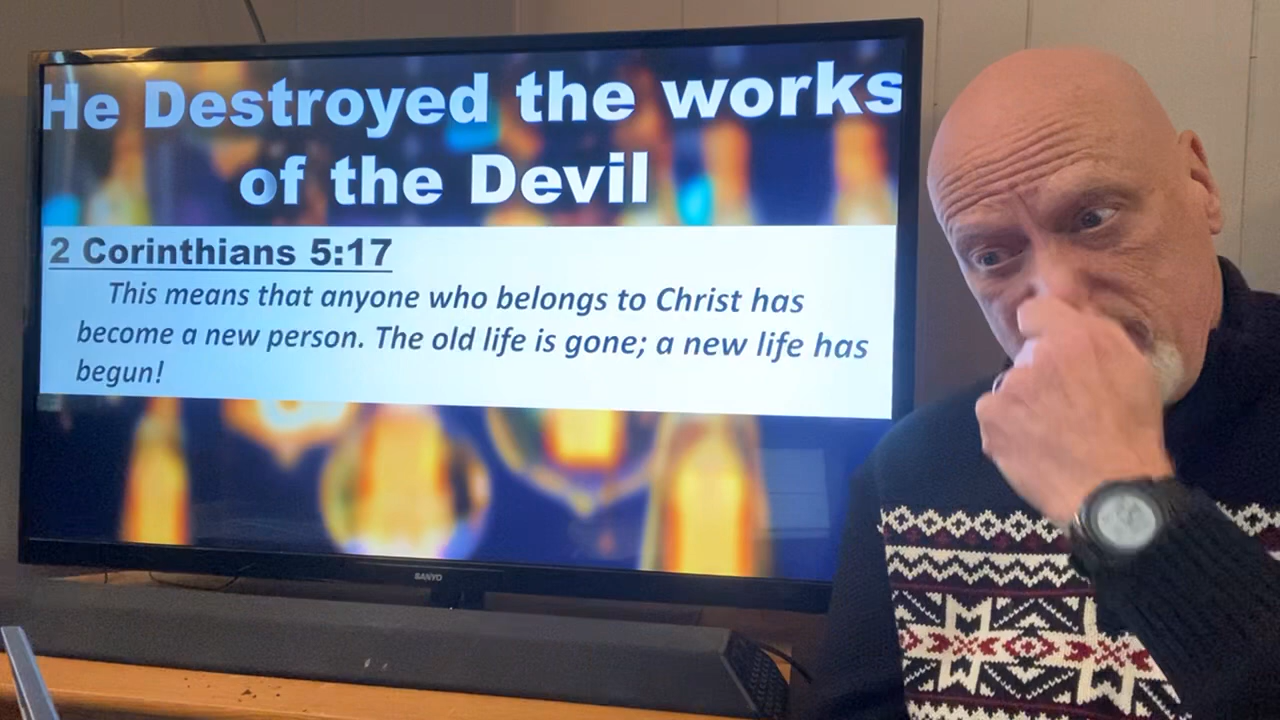 He Destroyed the works
of the Devil
2 Corinthians 5:17
This means that anyone who belongs to Christ has
become a new person. The old life is gone; a new life has
begun!
SANYO